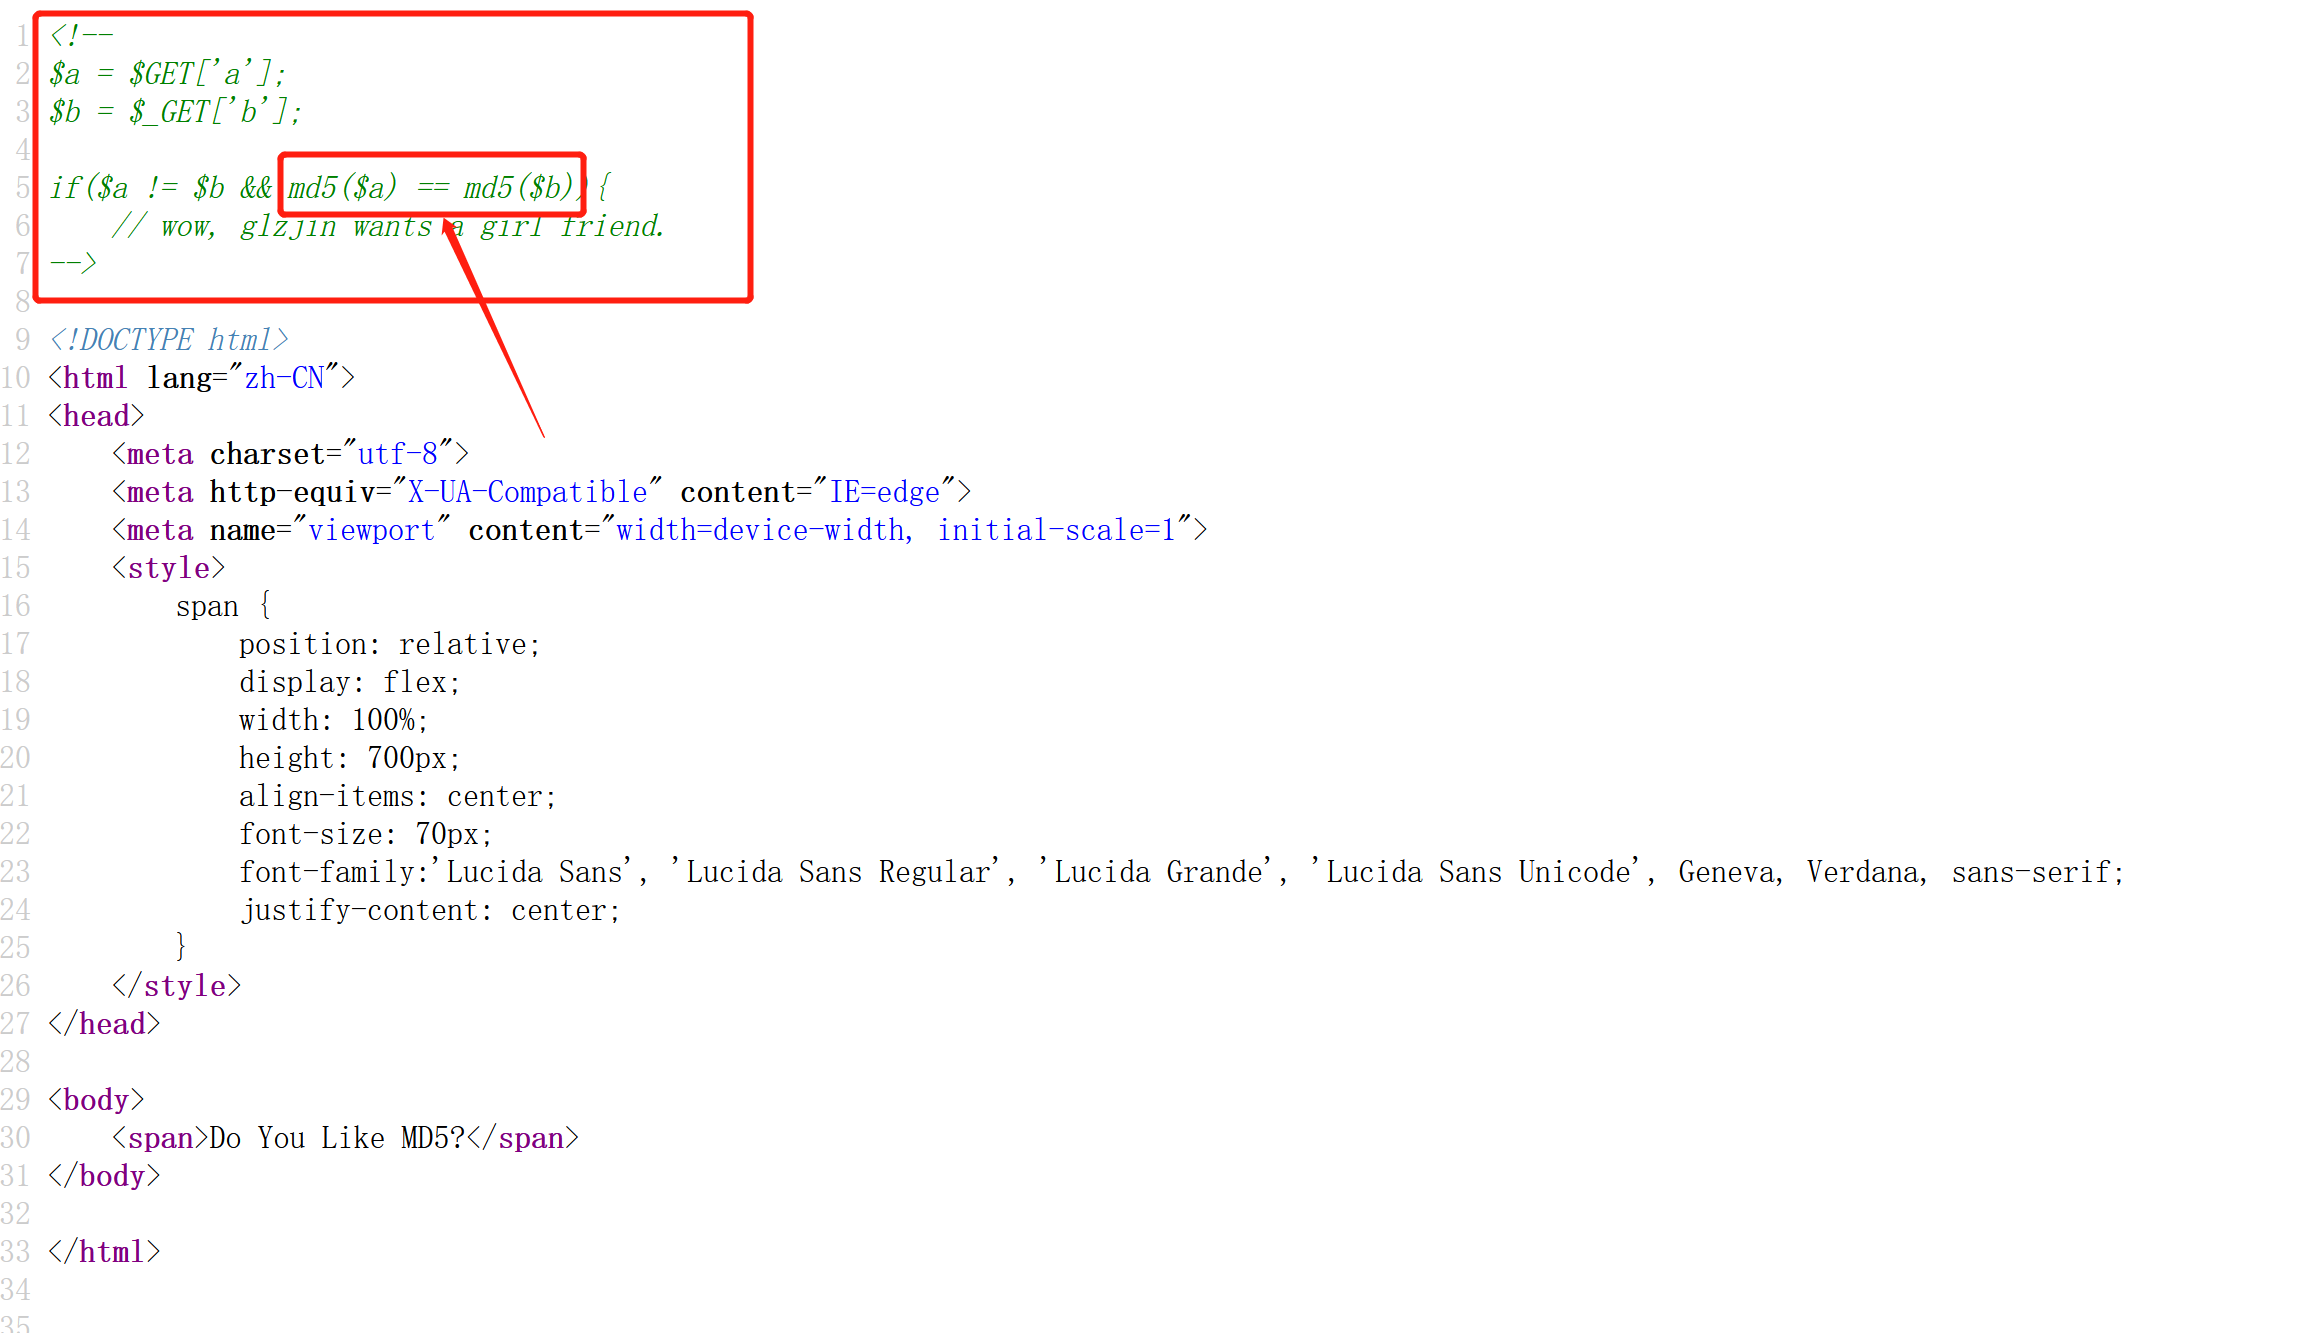 1 <!--
2 $a = $GET['a'];
3 $b = $_GET['b'];
4
5 if($a != $b && md5($a) == md5($b)){
6     // wow, glzjin wants a girl friend.
7 -->
8
9 <!DOCTYPE html>
10 <html lang="zh-CN">
11 <head>
12     <meta charset="utf-8">
13     <meta http-equiv="X-UA-Compatible" content="IE=edge">
14     <meta name="viewport" content="width=device-width, initial-scale=1">
15     <style>
16         span {
17             position: relative;
18             display: flex;
19             width: 100%;
20             height: 700px;
21             align-items: center;
22             font-size: 70px;
23             font-family:'Lucida Sans', 'Lucida Sans Regular', 'Lucida Grande', 'Lucida Sans Unicode', Geneva, Verdana, sans-serif;
24             justify-content: center;
25         }
26     </style>
27 </head>
28
29 <body>
30     <span>Do You Like MD5?</span>
31 </body>
32
33 </html>
34
35